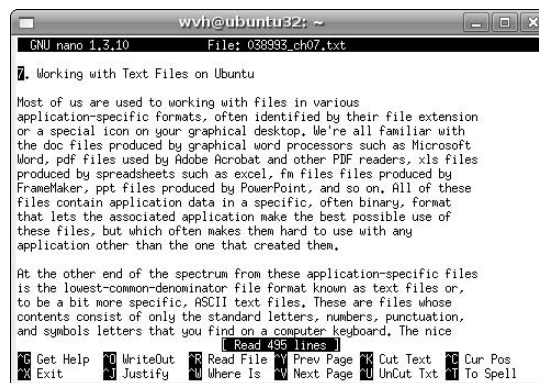 wvh@ubuntu32: ~
GNU nano 1.3.10 File: 038993_ch07.txt
7. Working with Text Files on Ubuntu
Most of us are used to working with files in various
application-specific formats, often identified by their file extension
or a special icon on your graphical desktop. We're all familiar with
the doc files produced by graphical word processors such as Microsoft
Word, pdf files used by Adobe Acrobat and other PDF readers, xls files
produced by spreadsheets such as excel, fm files files produced by
FrameMaker, ppt files produced by PowerPoint, and so on. All of these
files contain application data in a specific, often binary, format
that lets the associated application make the best possible use of
these files, but which often makes them hard to use with any
application other than the one that created them.
At the other end of the spectrum from these application-specific files
is the lowest-common-denominator file format known as text files or,
to be a bit more specific, ASCII text files. These are files whose
contents consist of only the standard letters, numbers, punctuation,
and symbols letters that you find on a computer keyboard. The nice
[ Read 495 lines ]
^G Get Help ^O WriteOut ^R Read File ^Y Prev Page ^K Cut Text ^C Cur Pos
^X Exit ^J Justify ^W Where Is ^V Next Page ^U UnCut Txt ^T To Spell